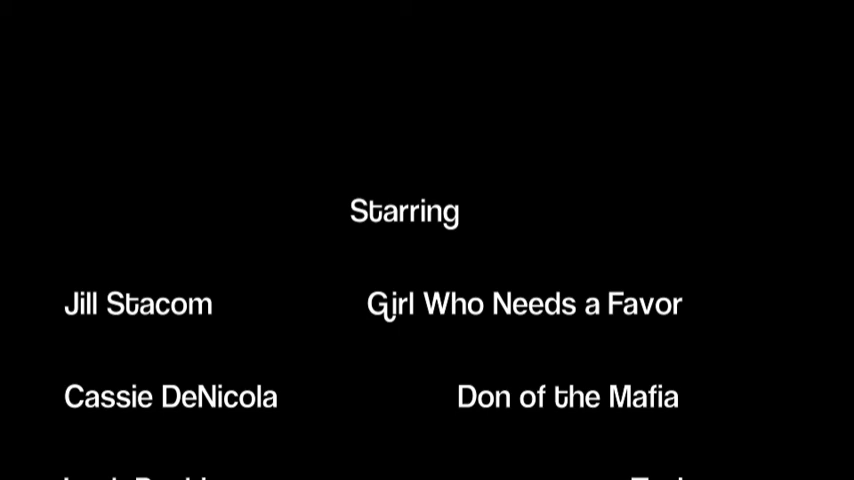 Starring
Jill Stacom Girl Who Needs a Favor
Cassie DeNicola Don of the Mafia